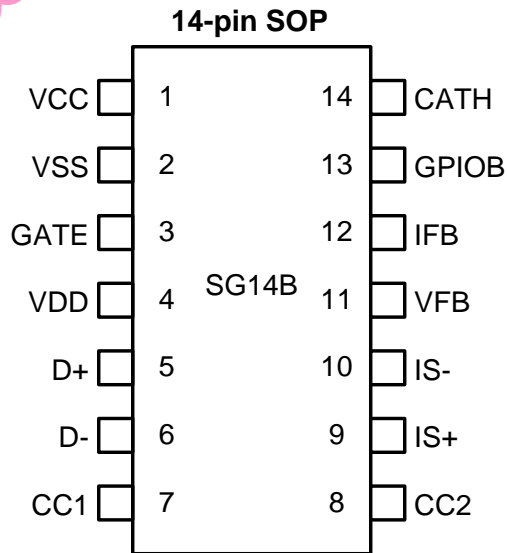 14-pin SOP
VCC 1 14 CATH
VSS 2 13 GPIOB
GATE 3 12 IFB
SG14B
VDD 4 11 VFB
D+ 5 10 IS-
D- 6 9 IS+
CC1 7 8 CC2